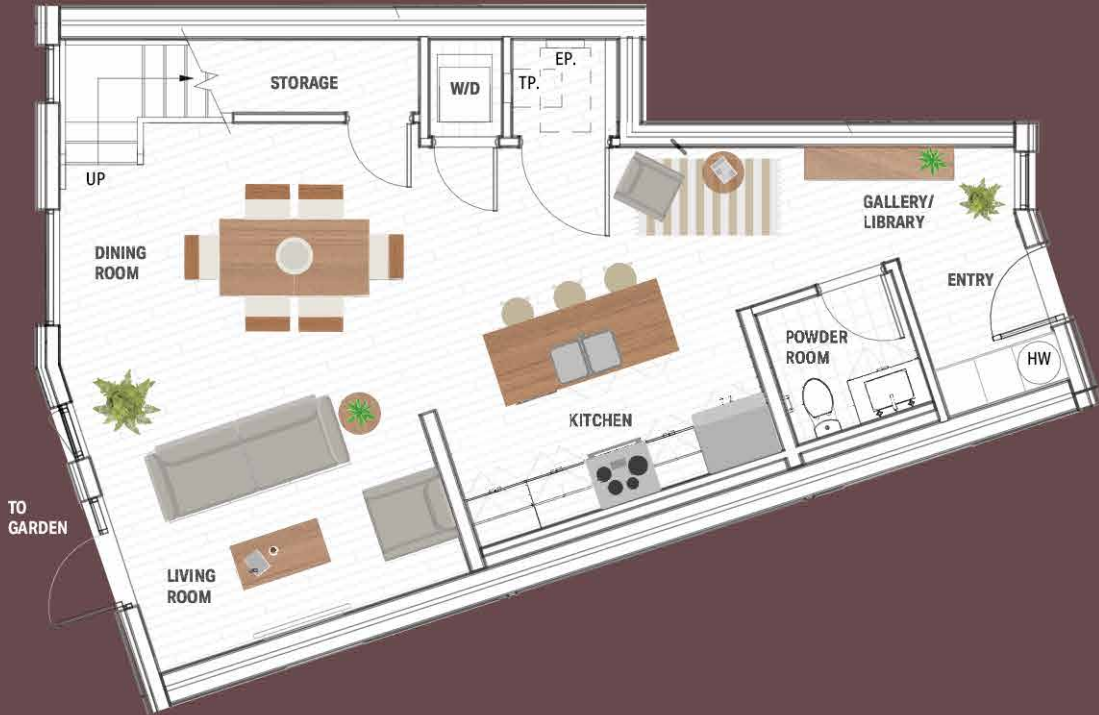 EP.
STORAGE
W/D
TP.
UP
GALLERY/
LIBRARY
DINING
ROOM
ENTRY
POWDER
ROOM
HW
KITCHEN
TO
GARDEN
LIVING
ROOM